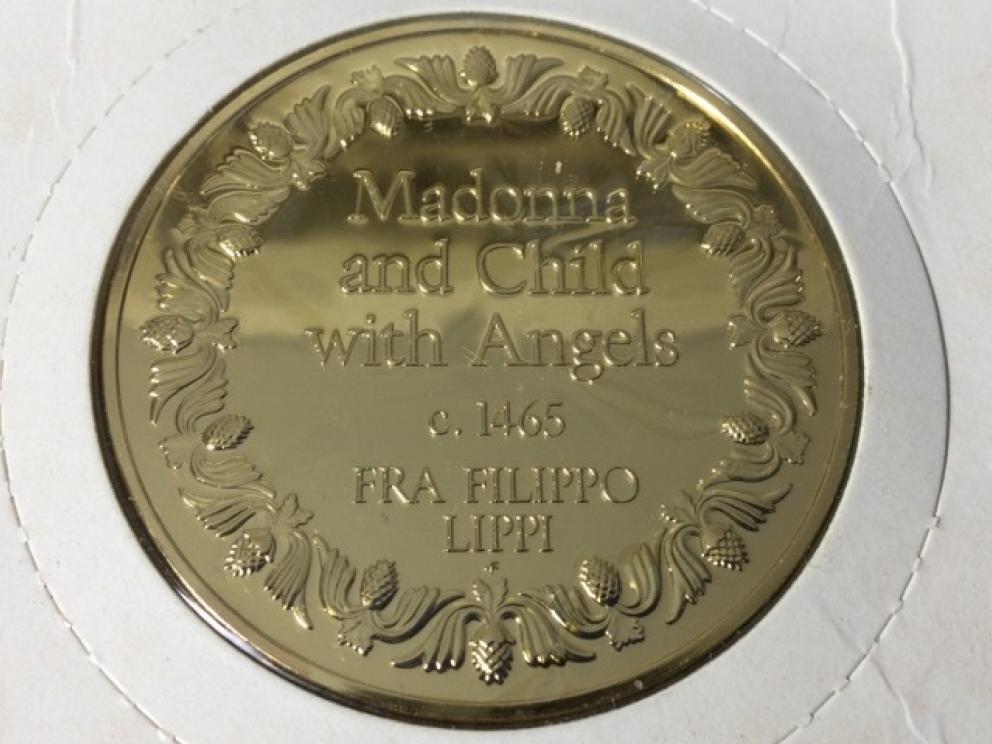 Madonna
and Child
with Angels
c. 1465
FRA FILIPPO
LIPPI